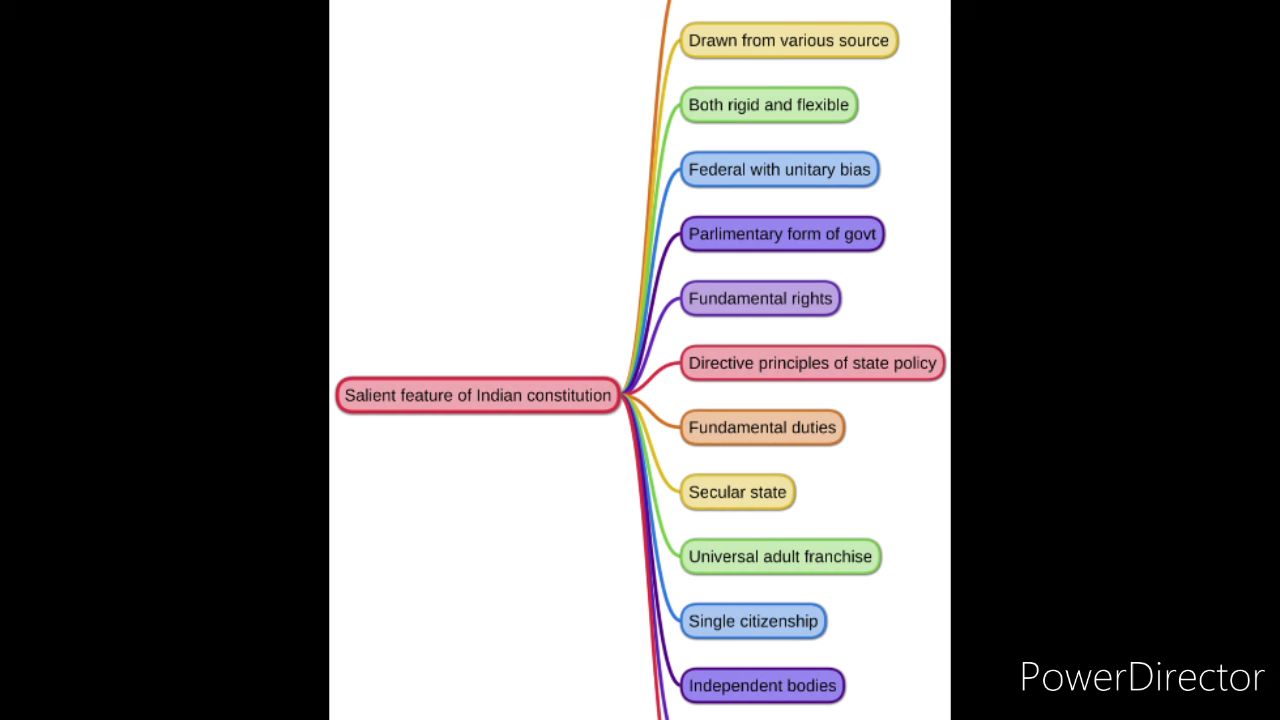 Drawn from various source
Both rigid and flexible
Federal with unitary bias
Parlimentary form of govt
Fundamental rights
Directive principles of state policy
Salient feature of Indian constitution
Fundamental duties
Secular state
Universal adult franchise
Single citizenship
Independent bodies
PowerDirector